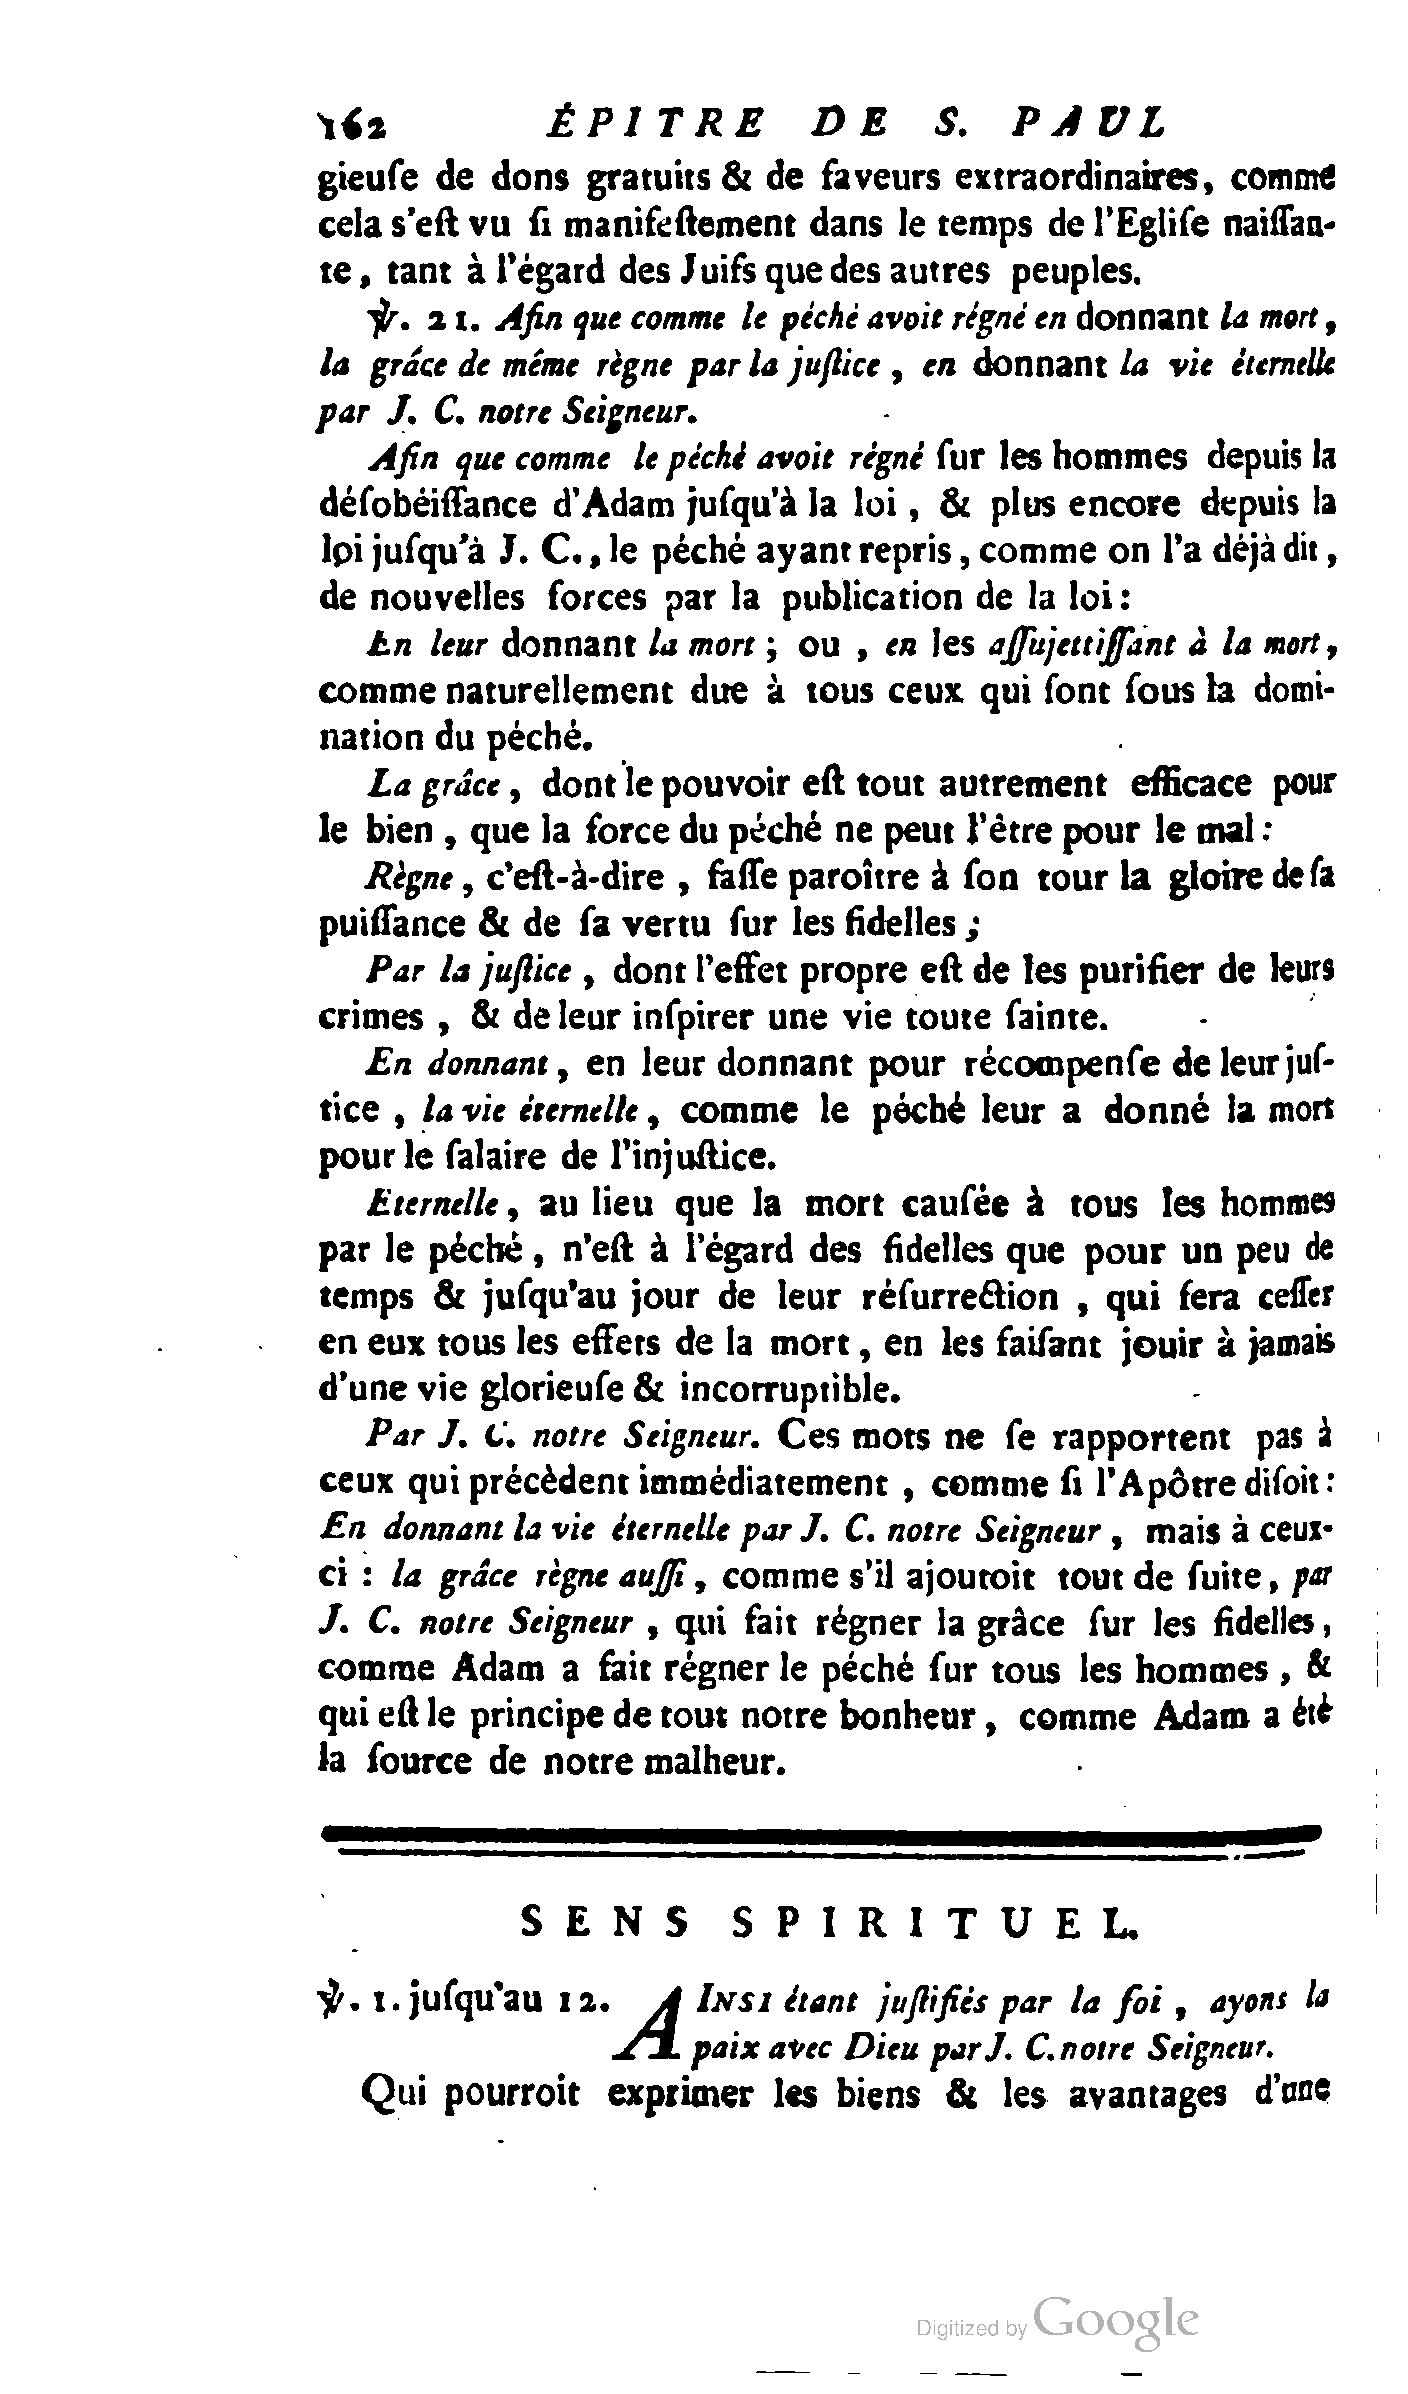 162 ÉPITRE DE S. PAUL
gieuſe de dons gratuits & de faveurs extraordinaires, comme
cela s'eſt vu ſi manifeſtement dans le temps de l'Egliſe naiſſan-
te, tant à l'égard des Juifs que des autres peuples.
℣. 21. Afin que comme le péché avoit régné en donnant la mort,
la grâce de même règne par la juſtice, en donnant la vie éternelle
par J. C. notre Seigneur.
Afin que comme le péché avoit régné ſur les hommes depuis la
déſobéiſſance d'Adam juſqu'à la loi, & plus encore depuis la
loi juſqu'à J. C., le péché ayant repris, comme on l'a déjà dit,
de nouvelles forces par la publication de la loi:
En leur donnant la mort; ou, en les aſſujettiſſant à la mort,
comme naturellement due à tous ceux qui ſont ſous la domi-
nation du péché.
La grâce, dont le pouvoir eſt tout autrement efficace pour
le bien, que la force du péché ne peut l'être pour le mal:
Règne, c'eſt-à-dire, faſſe paroître à ſon tour la gloire de ſa
puiſſance & de ſa vertu ſur les fidelles;
Par la juſtice, dont l'effet propre eſt de les purifier de leurs
crimes, & de leur inſpirer une vie toute ſainte.
En donnant, en leur donnant pour récompenſe de leur juſ-
tice, la vie éternelle, comme le péché leur a donné la mort
pour le ſalaire de l'injuſtice.
Eternelle, au lieu que la mort cauſée à tous les hommes
par le péché, n'eſt à l'égard des fidelles que pour un peu de
temps & juſqu'au jour de leur réſurrection, qui fera ceſſer
en eux tous les effets de la mort, en les faiſant jouir à jamais
d'une vie glorieuſe & incorruptible.
Par J. C. notre Seigneur. Ces mots ne ſe rapportent pas à
ceux qui précèdent immédiatement, comme ſi l'Apôtre diſoit:
En donnant la vie éternelle par J. C. notre Seigneur, mais à ceux-
ci: la grâce règne auſſi, comme s'il ajoutoit tout de ſuite, par
J. C. notre Seigneur, qui fait régner la grâce ſur les fidelles,
comme Adam a fait régner le péché ſur tous les hommes, &
qui eſt le principe de tout notre bonheur, comme Adam a été
la ſource de notre malheur.
SENS SPIRITUEL.
℣. 1. juſqu'au 12. AINSI étant juſtifiés par la foi, ayons la
paix avec Dieu par J. C. notre Seigneur.
Qui pourroit exprimer les biens & les avantages d'une
Digitized by Google